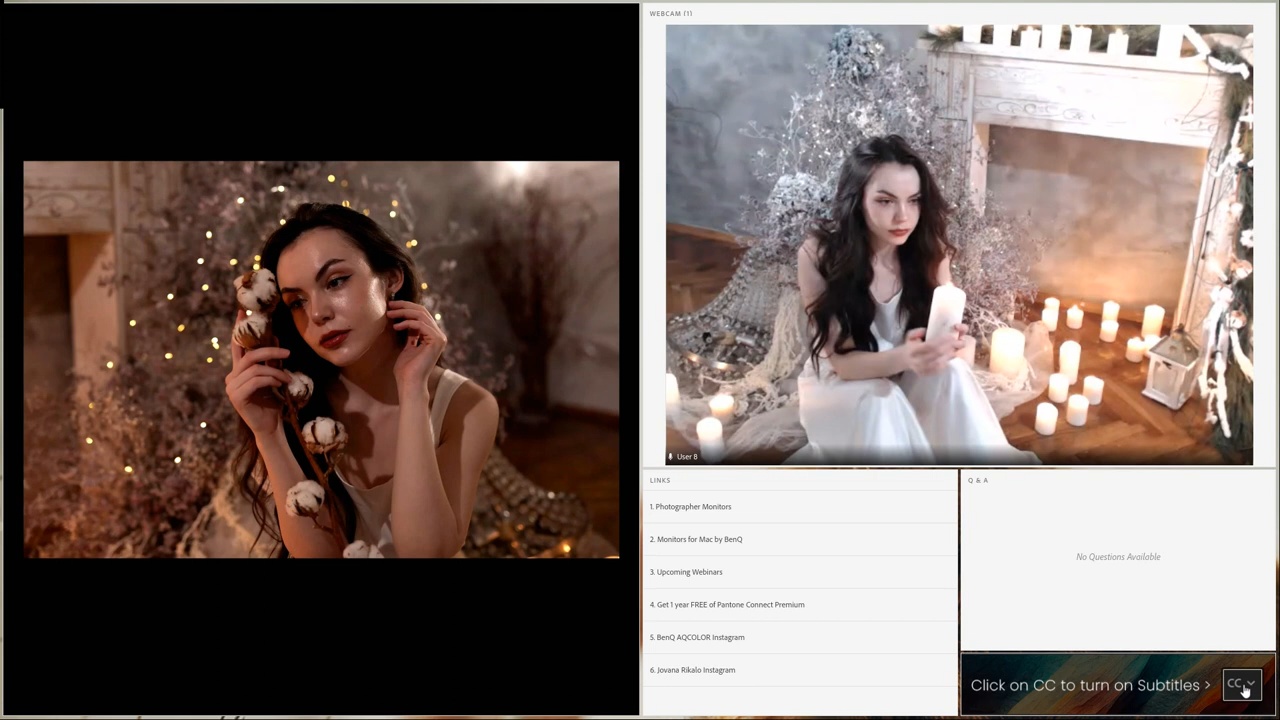 WEBCAM (1)
User 8
LINKS
1. Photographer Monitors
2. Monitors for Mac by BenQ
3. Upcoming Webinars
4. Get 1 year FREE of Pantone Connect Premium
5. BenQ AQCOLOR Instagram
6. Jovana Rikalo Instagram
Q & A
No Questions Available
Click on CC to turn on Subtitles >
CC